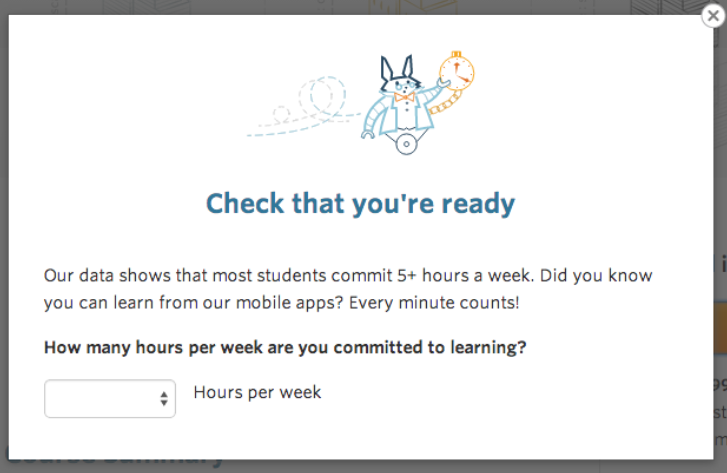 Check that you're ready
Our data shows that most students commit 5+ hours a week. Did you know
you can learn from our mobile apps? Every minute counts!
How many hours per week are you committed to learning?
Hours per week